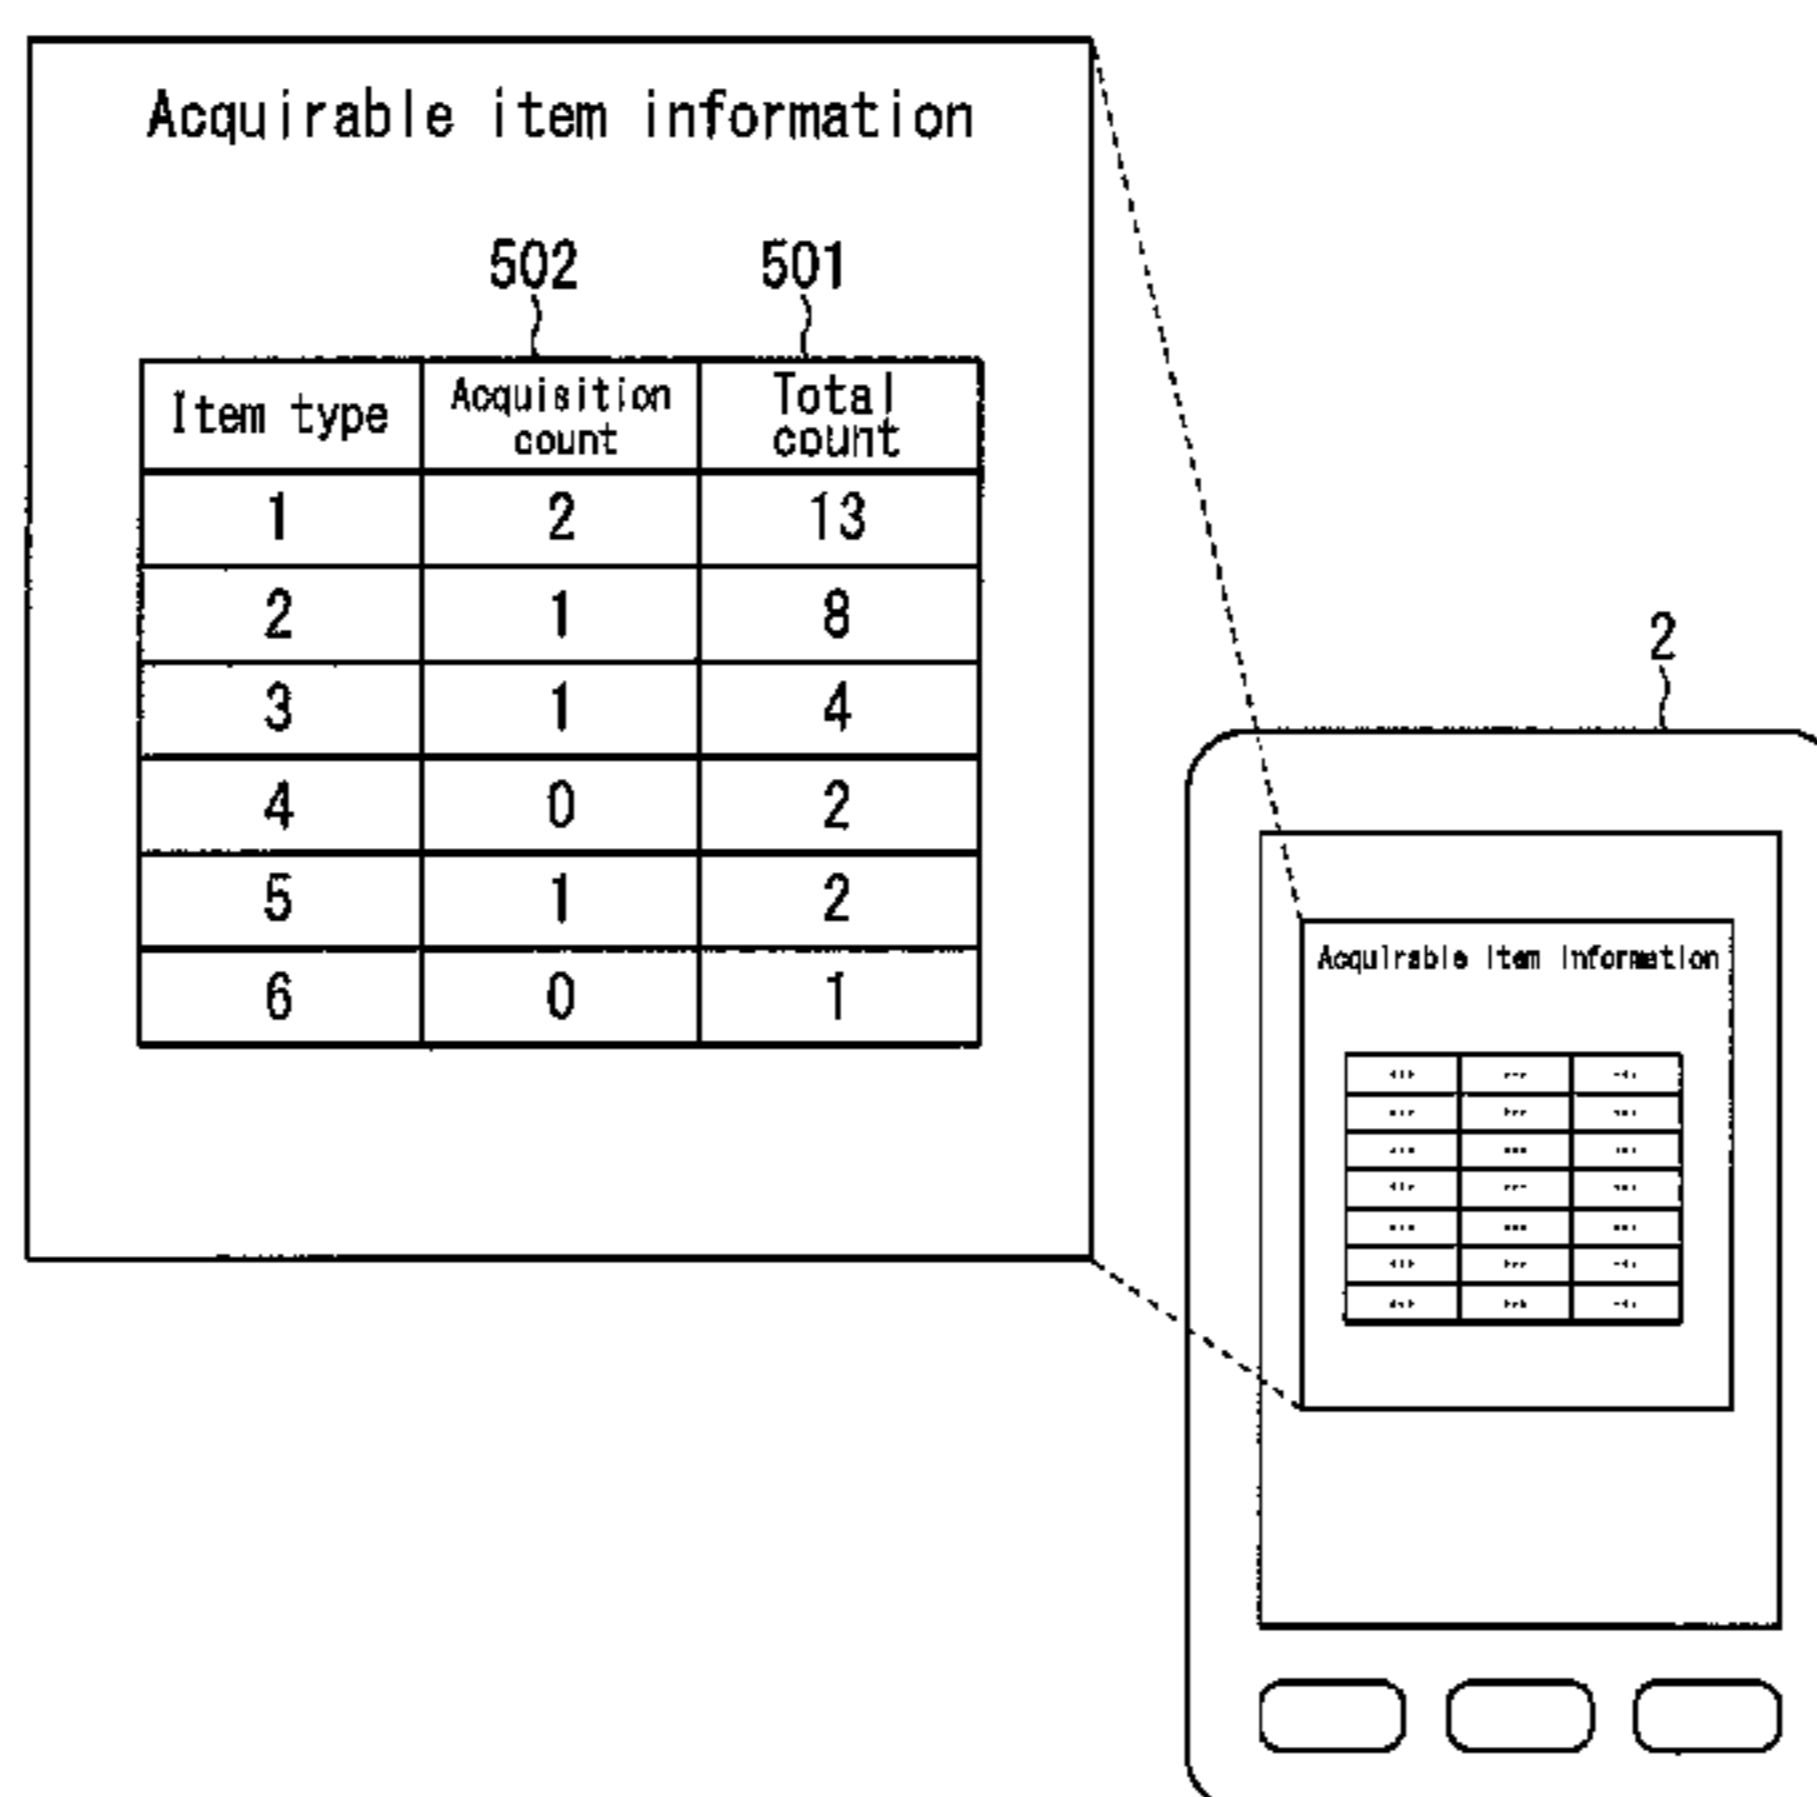 Acquirable item information
502 501
Item type Acquisition count Total count
1 2 13
2 1 8
3 1 4
4 0 2
5 1 2
6 0 1
2
Acquirable item information